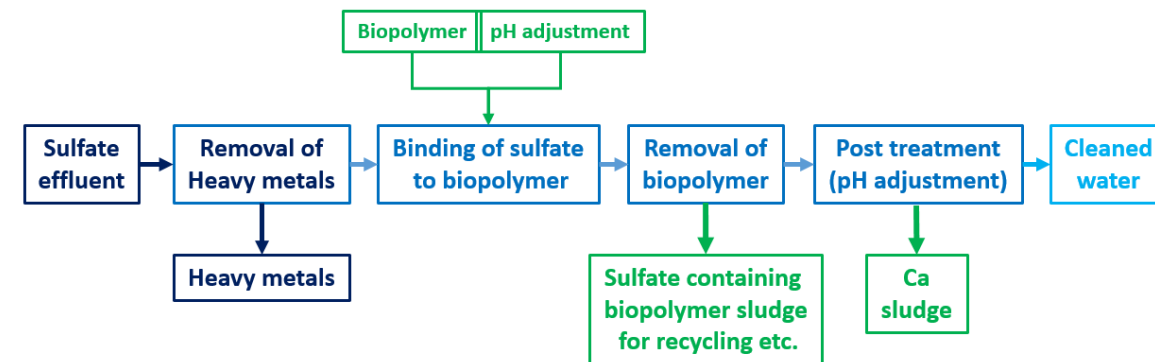 Biopolymer
pH adjustment
Sulfate
effluent
Removal of
Heavy metals
Binding of sulfate
to biopolymer
Removal of
biopolymer
Post treatment
(pH adjustment)
Cleaned
water
Heavy metals
Sulfate containing
biopolymer sludge
for recycling etc.
Ca
sludge